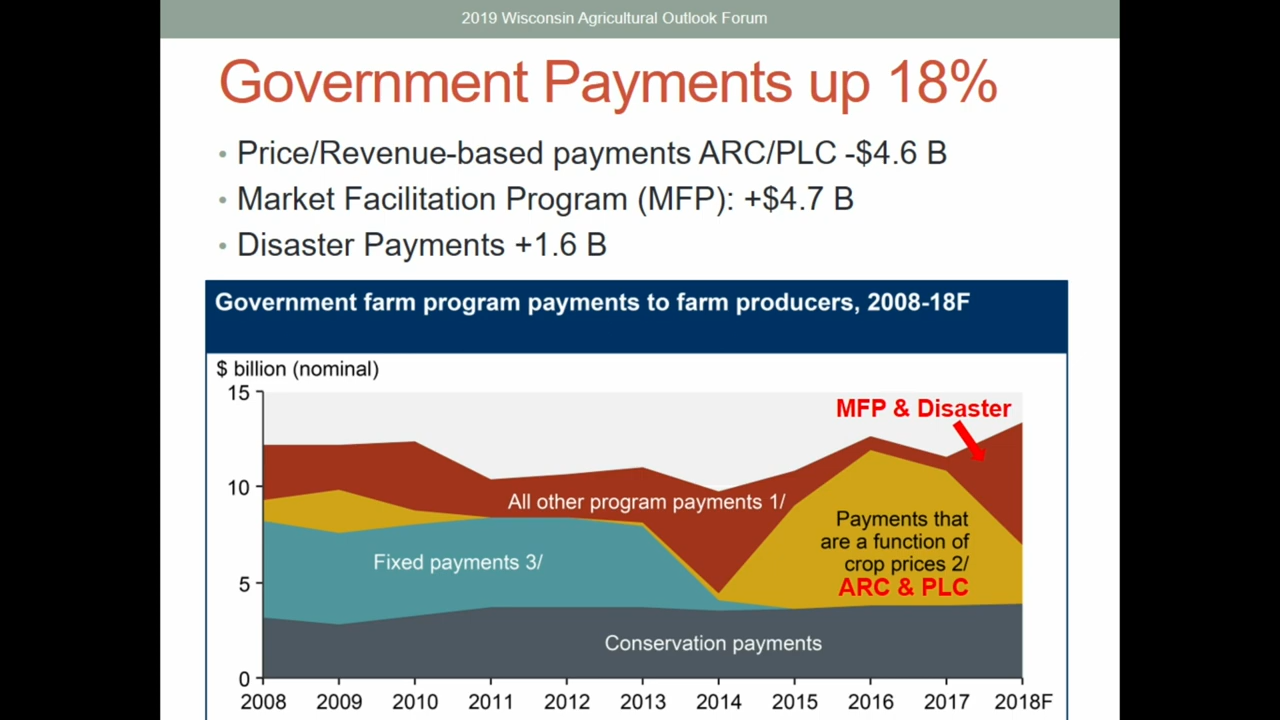 2019 Wisconsin Agricultural Outlook Forum
Government Payments up 18%
• Price/Revenue-based payments ARC/PLC -$4.6 B
• Market Facilitation Program (MFP): +$4.7 B
• Disaster Payments +1.6 B
Government farm program payments to farm producers, 2008-18F
$ billion (nominal)
15
10
5
0
MFP & Disaster
All other program payments 1/
Payments that
are a function of
crop prices 2/
ARC & PLC
Fixed payments 3/
Conservation payments
2008 2009 2010 2011 2012 2013 2014 2015 2016 2017 2018F